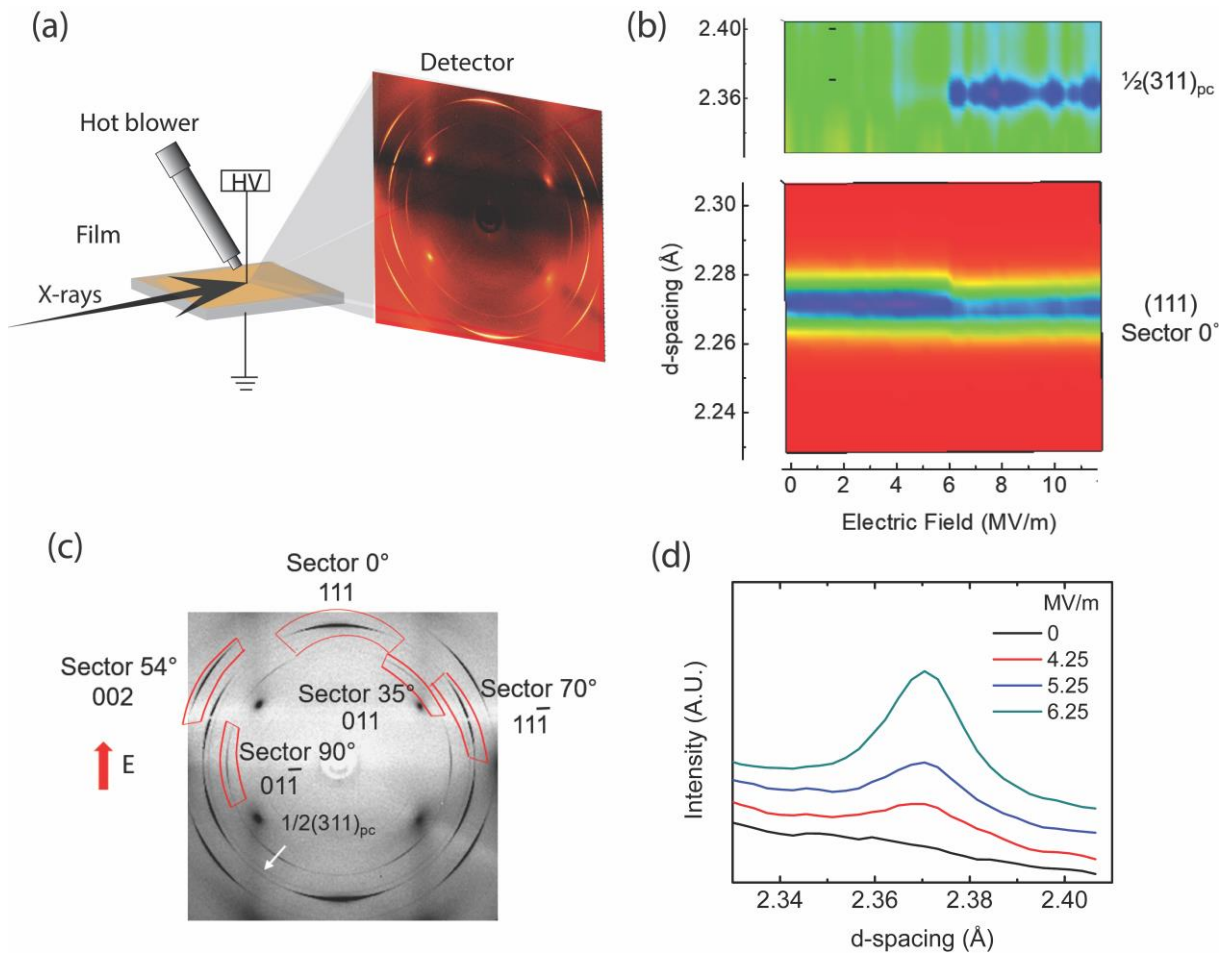 (a)
Detector
Hot blower
HV
Film
X-rays
(b)
2.40
2.36
½(311)pc
2.30
2.28
2.26
2.24
d-spacing (Å)
(111)
Sector 0°
0 2 4 6 8 10
Electric Field (MV/m)
(c)
Sector 0°
111
Sector 54°
002
Sector 35°
011
Sector 70°
111̅
E
Sector 90°
011̅
1/2(311)pc
(d)
MV/m
0
4.25
5.25
6.25
Intensity (A.U.)
2.34 2.36 2.38 2.40
d-spacing (Å)